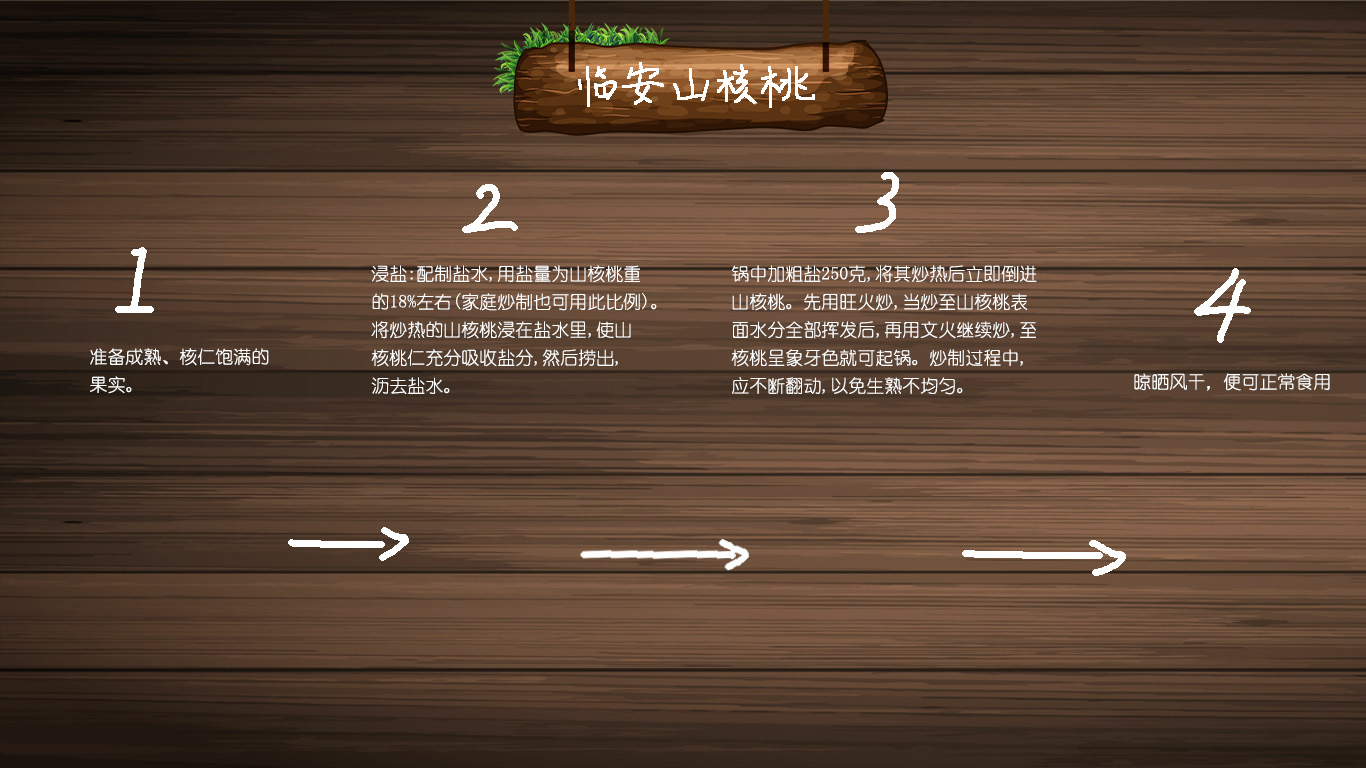 临安山核桃
1
准备成熟、核仁饱满的
果实。
2
浸盐:配制盐水,用盐量为山核桃重
的18%左右(家庭炒制也可用此比例)。
将炒热的山核桃浸在盐水里,使山
核桃仁充分吸收盐分,然后捞出,
沥去盐水。
3
锅中加粗盐250克,将其炒热后立即倒进
山核桃。先用旺火炒,当炒至山核桃表
面水分全部挥发后,再用文火继续炒,至
核桃呈象牙色就可起锅。炒制过程中,
应不断翻动,以免生熟不均匀。
4
晾晒风干，便可正常食用